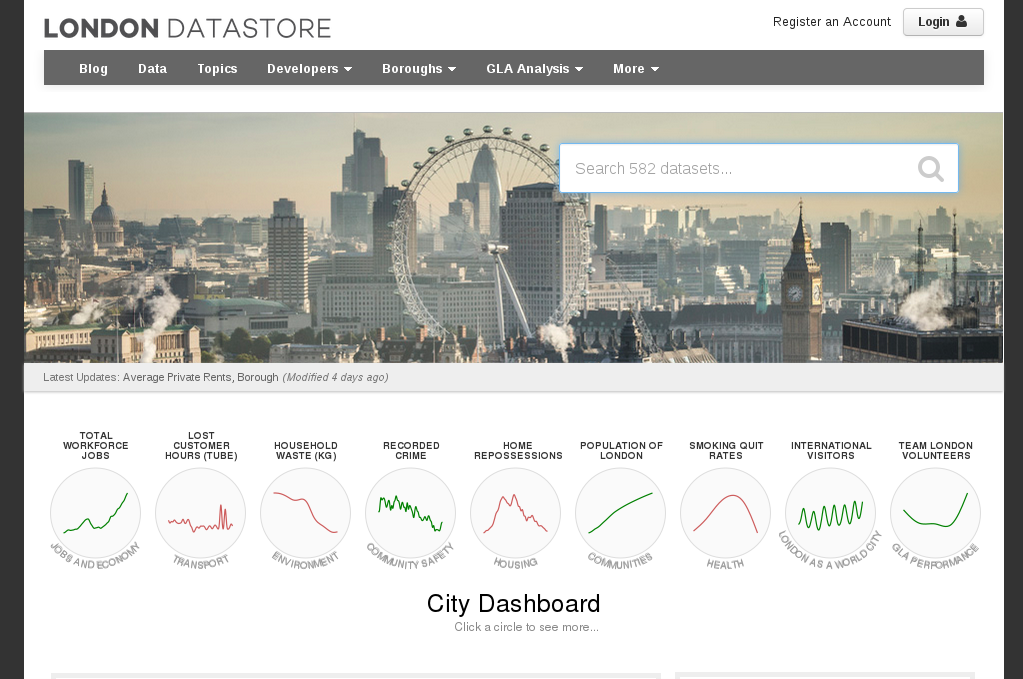 LONDON DATASTORE
Register an Account
Login
Blog
Data
Topics
Developers
Boroughs
GLA Analysis
More
Search 582 datasets...
Latest Updates: Average Private Rents, Borough (Modified 4 days ago)
TOTAL
WORKFORCE
JOBS
JOBS AND ECONOMY
LOST
CUSTOMER
HOURS (TUBE)
TRANSPORT
HOUSEHOLD
WASTE (KG)
ENVIRONMENT
RECORDED
CRIME
COMMUNITY SAFETY
HOME
REPOSSESSIONS
HOUSING
POPULATION OF
LONDON
COMMUNITIES
SMOKING QUIT
RATES
HEALTH
INTERNATIONAL
VISITORS
LONDON AS A WORLD CITY
TEAM LONDON
VOLUNTEERS
GLA PERFORMANCE
City Dashboard
Click a circle to see more...